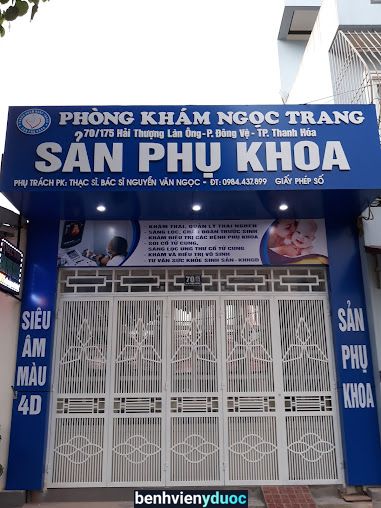 PHÒNG KHÁM NGỌC TRANG
70/175 Hải Thượng Lãn Ông-P. Đông Vệ - TP. Thanh Hóa
SẢN PHỤ KHOA
PHỤ TRÁCH PK: THẠC SĨ, BÁC SĨ NGUYỄN VĂN NGỌC - ĐT: 0984.437.899 GIẤY PHÉP SỐ
KHÁM THAI, QUẢN LÝ THAI NGHÉN
SÀNG LỌC, CHẨN ĐOÁN TRƯỚC SINH
KHÁM ĐIỀU TRỊ CÁC BỆNH PHỤ KHOA
SOI CỔ TỬ CUNG,
SÀNG LỌC UNG THƯ CỔ TỬ CUNG
KHÁM VÀ ĐIỀU TRỊ VÔ SINH
TƯ VẤN SỨC KHỎE SINH SẢN - KHHGĐ
70
SIÊU
ÂM
MÀU
4D
SẢN
PHỤ
KHOA
benhvienyduoc